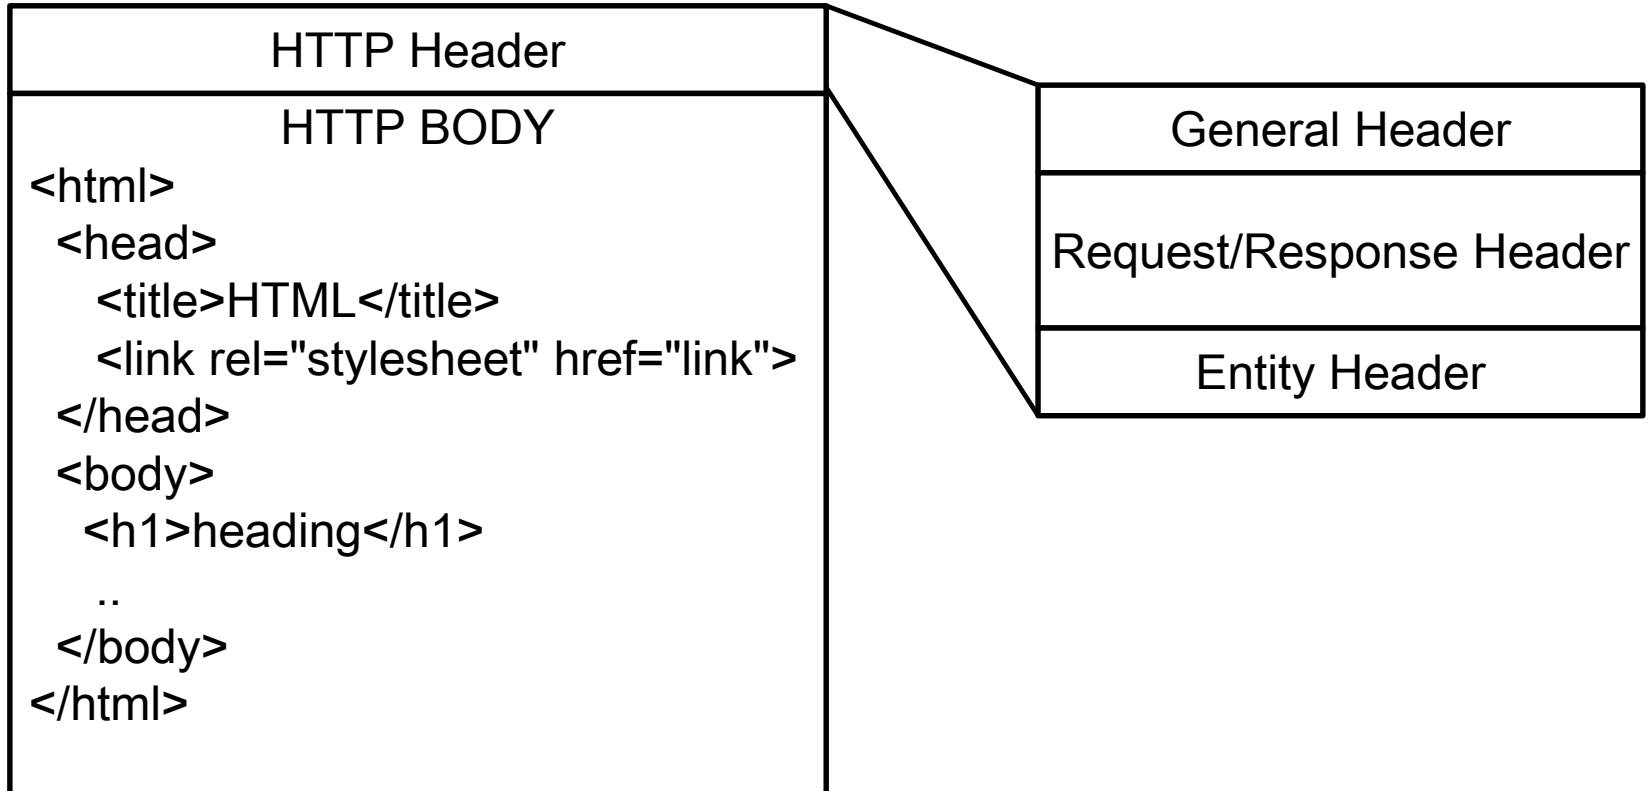 HTTP Header
HTTP BODY
<html>
<head>
<title>HTML</title>
<link rel="stylesheet" href="link">
</head>
<body>
<h1>heading</h1>
..
</body>
</html>
General Header
Request/Response Header
Entity Header